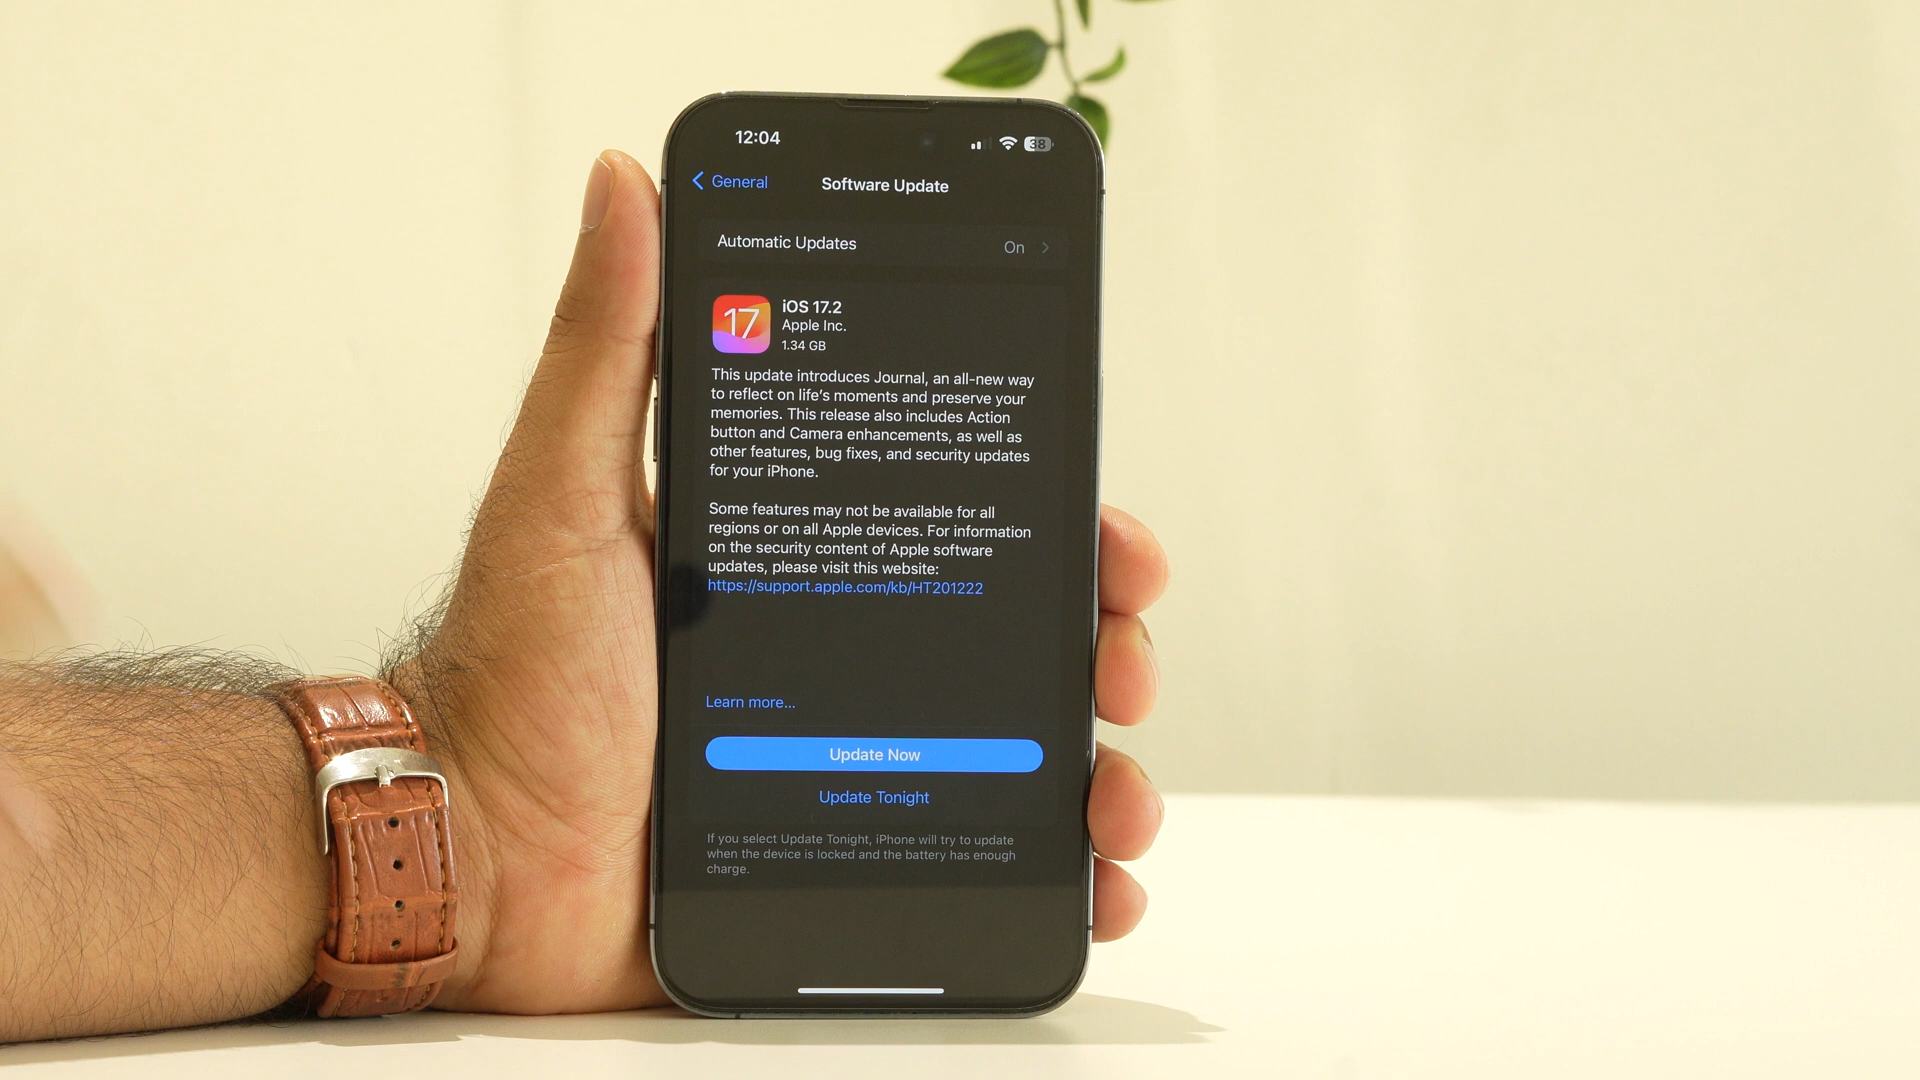 12:04
38
General
Software Update
Automatic Updates
On
17
iOS 17.2
Apple Inc.
1.34 GB
This update introduces Journal, an all-new way
to reflect on life's moments and preserve your
memories. This release also includes Action
button and Camera enhancements, as well as
other features, bug fixes, and security updates
for your iPhone.
Some features may not be available for all
regions or on all Apple devices. For information
on the security content of Apple software
updates, please visit this website:
https://support.apple.com/kb/HT201222
Learn more...
Update Now
Update Tonight
If you select Update Tonight, iPhone will try to update
when the device is locked and the battery has enough
charge.